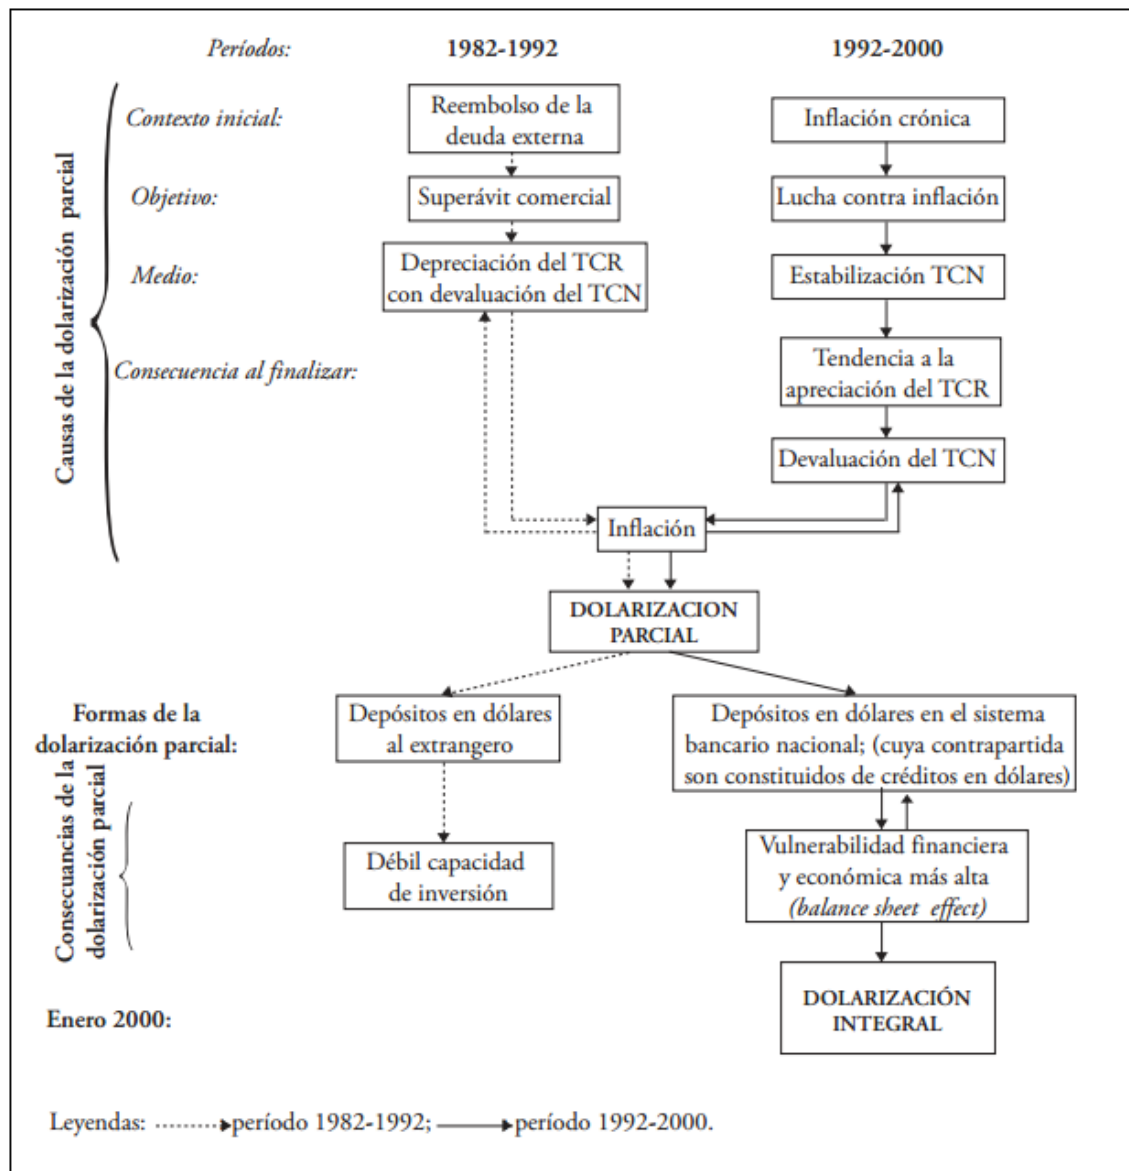 Períodos: 1982-1992 1992-2000
Causas de la dolarización parcial
Contexto inicial:
Reembolso de la
deuda externa
Inflación crónica
Objetivo:
Superávit comercial
Lucha contra inflación
Medio:
Depreciación del TCR
con devaluación del TCN
Estabilización TCN
Consecuencia al finalizar:
Tendencia a la
apreciación del TCR
Devaluación del TCN
Inflación
DOLARIZACION
PARCIAL
Formas de la
dolarización parcial:
Depósitos en dólares
al extrangero
Depósitos en dólares en el sistema
bancario nacional; (cuya contrapartida
son constituidos de créditos en dólares)
Consecuancias de la
dolarización parcial
Débil capacidad
de inversión
Vulnerabilidad financiera
y económica más alta
(balance sheet effect)
Enero 2000:
DOLARIZACIÓN
INTEGRAL
Leyendas: período 1982-1992; período 1992-2000.